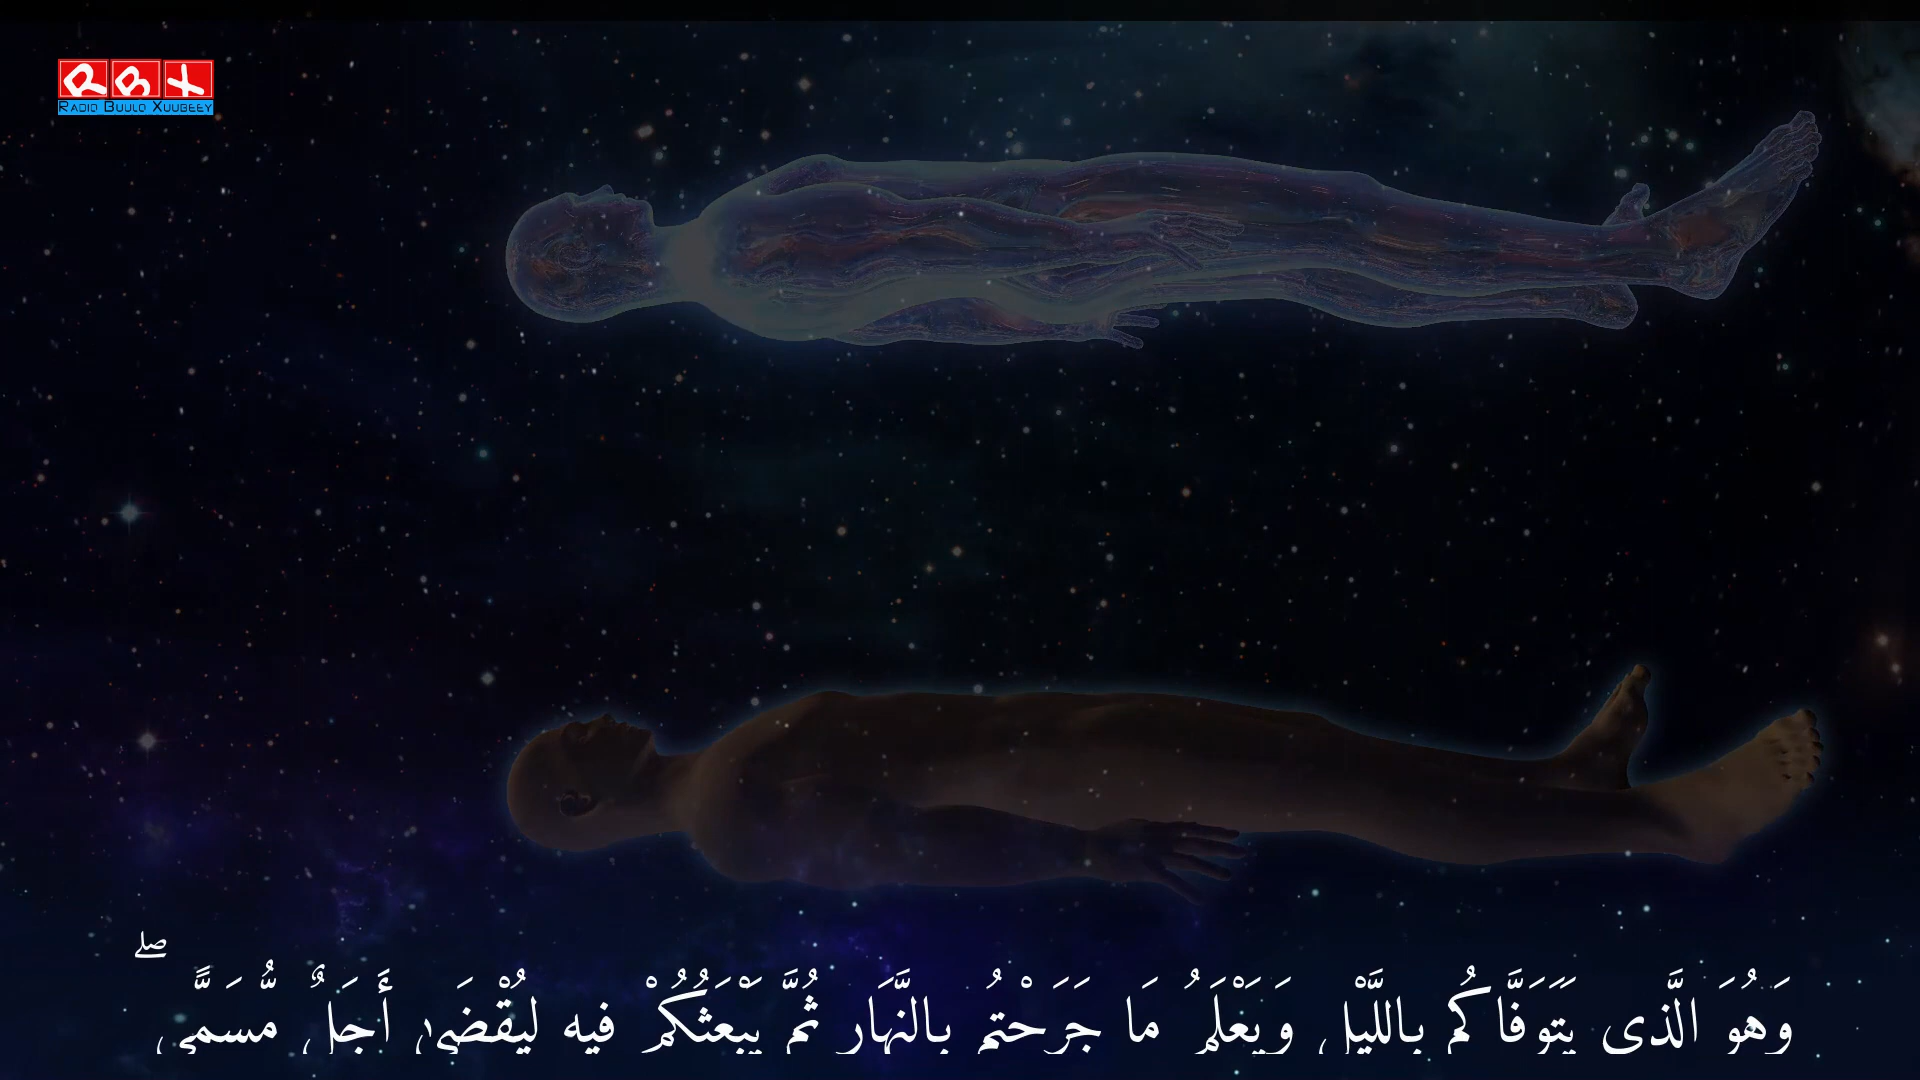 RBX
RADIO BUULO XUUBEEY
وَهُوَ الَّذِى يَتَوَفَّاكُم بِاللَّيْلِ وَيَعْلَمُ مَا جَرَحْتُم بِالنَّهَارِ ثُمَّ يَبْعَثُكُمْ فِيهِ لِيُقْضَىٰ أَجَلٌ مُّسَمًّى ۖ